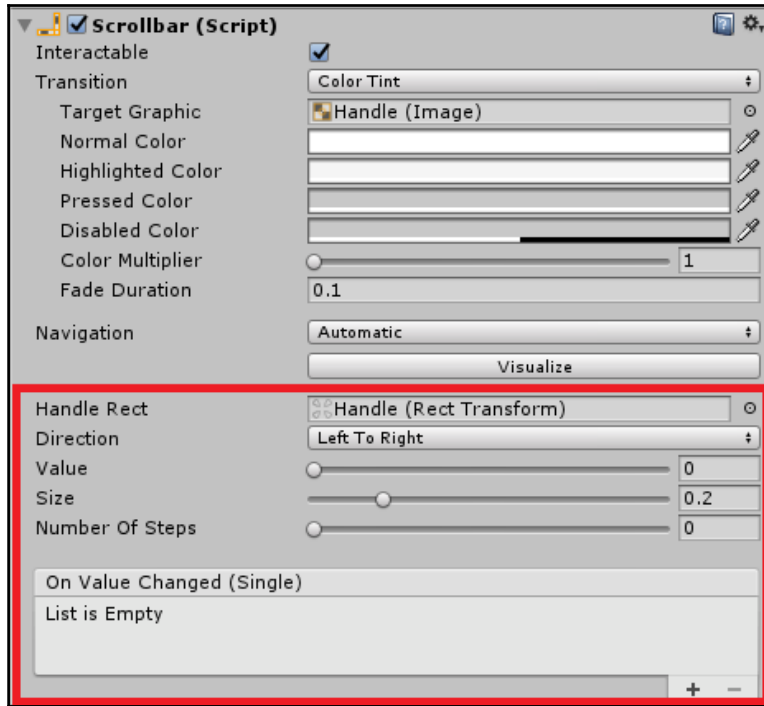 Scrollbar (Script)
Interactable
Transition Color Tint
Target Graphic Handle (Image)
Normal Color
Highlighted Color
Pressed Color
Disabled Color
Color Multiplier 1
Fade Duration 0.1
Navigation Automatic
Visualize
Handle Rect Handle (Rect Transform)
Direction Left To Right
Value 0
Size 0.2
Number Of Steps 0
On Value Changed (Single)
List is Empty